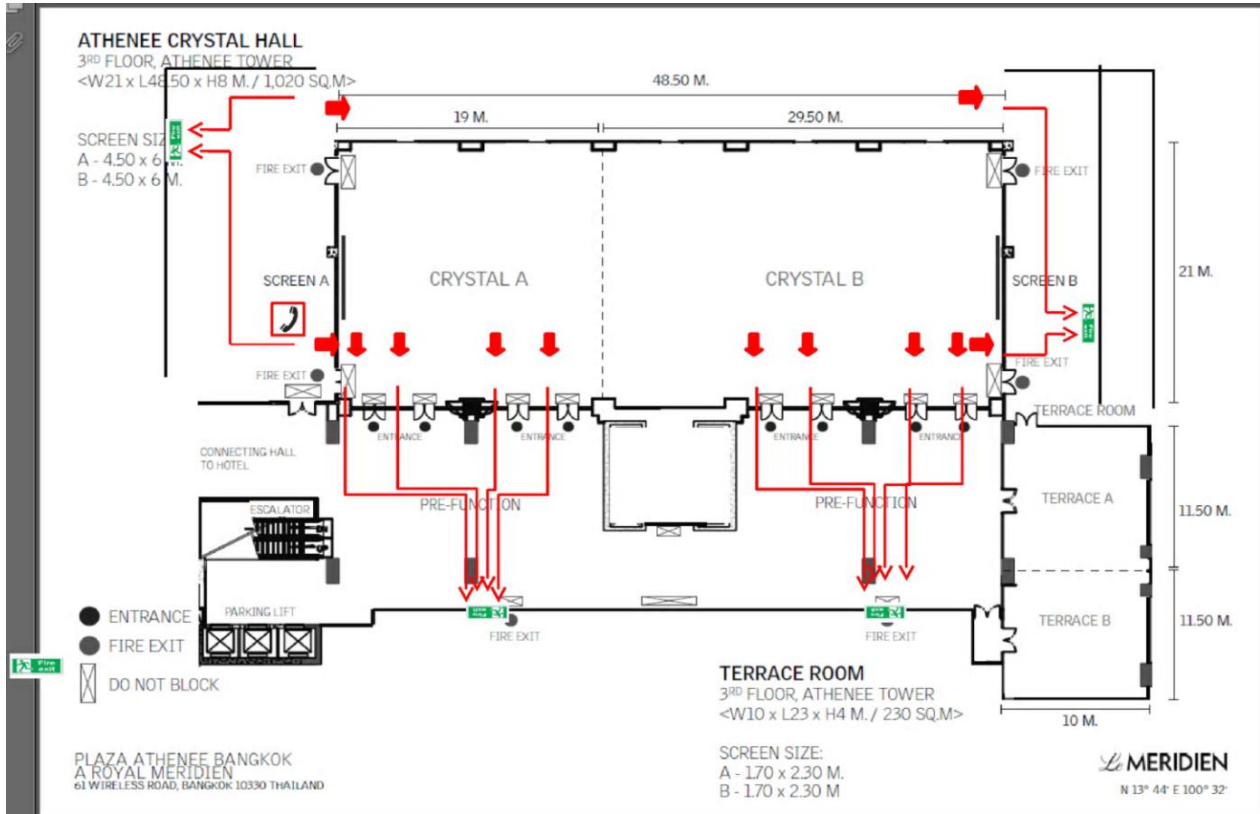 ATHENEE CRYSTAL HALL
3RD FLOOR, ATHENEE TOWER
<W21 x L48.50 x H8 M. / 1,020 SQ.M>
SCREEN SIZ
A - 4.50 x 6 M.
B - 4.50 x 6 M.
Fire exit
48.50 M.
19 M.
29.50 M.
FIRE EXIT
FIRE EXIT
21 M.
SCREEN A
CRYSTAL A
CRYSTAL B
SCREEN B
FIRE EXIT
FIRE EXIT
TERRACE ROOM
ENTRANCE
ENTRANCE
ENTRANCE
ENTRANCE
CONNECTING HALL
TO HOTEL
PRE-FUNCTION
PRE-FUNCTION
ESCALATOR
TERRACE A
11.50 M.
PARKING LIFT
TERRACE B
11.50 M.
FIRE EXIT
FIRE EXIT
ENTRANCE
FIRE EXIT
Fire
exit
DO NOT BLOCK
TERRACE ROOM
3RD FLOOR, ATHENEE TOWER
<W10 x L23 x H4 M. / 230 SQ.M>
10 M.
SCREEN SIZE:
A - 1.70 x 2.30 M.
B - 1.70 x 2.30 M
PLAZA ATHENEE BANGKOK
A ROYAL MERIDIEN
61 WIRELESS ROAD, BANGKOK 10330 THAILAND
Le MERIDIEN
N 13° 44' E 100° 32'